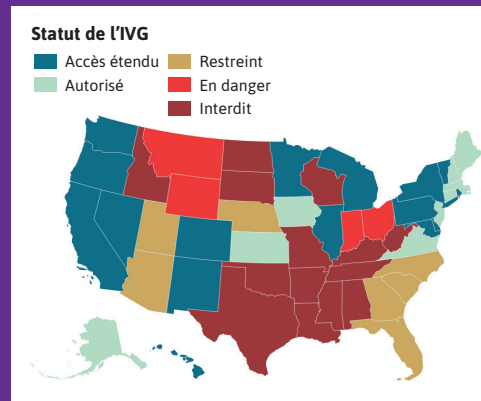 Statut de l’IVG
Accès étendu
Restreint
Autorisé
En danger
Interdit